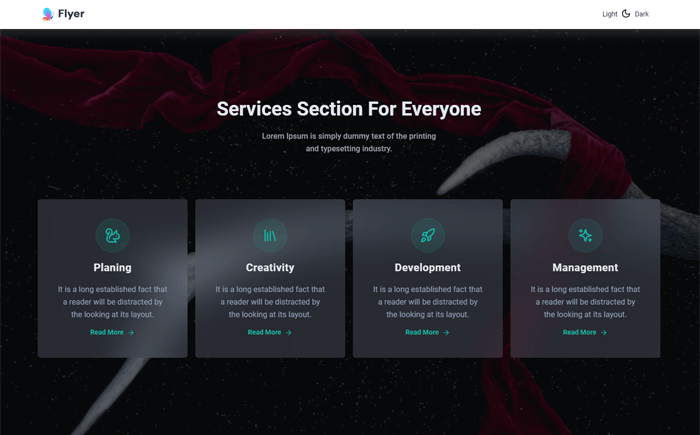 Flyer
Light Dark
Services Section For Everyone
Lorem Ipsum is simply dummy text of the printing
and typesetting industry.
Planing
It is a long established fact that
a reader will be distracted by
the looking at its layout.
Read More
Creativity
It is a long established fact that
a reader will be distracted by
the looking at its layout.
Read More
Development
It is a long established fact that
a reader will be distracted by
the looking at its layout.
Read More
Management
It is a long established fact that
a reader will be distracted by
the looking at its layout.
Read More